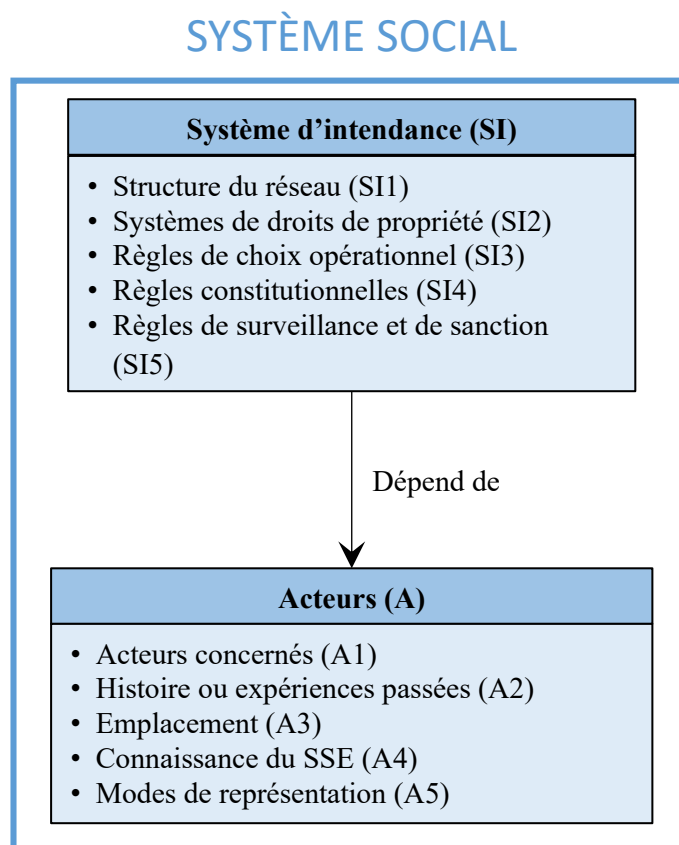 SYSTÈME SOCIAL
Système d’intendance (SI)
• Structure du réseau (SI1)
• Systèmes de droits de propriété (SI2)
• Règles de choix opérationnel (SI3)
• Règles constitutionnelles (SI4)
• Règles de surveillance et de sanction
(SI5)
Dépend de
Acteurs (A)
• Acteurs concernés (A1)
• Histoire ou expériences passées (A2)
• Emplacement (A3)
• Connaissance du SSE (A4)
• Modes de représentation (A5)